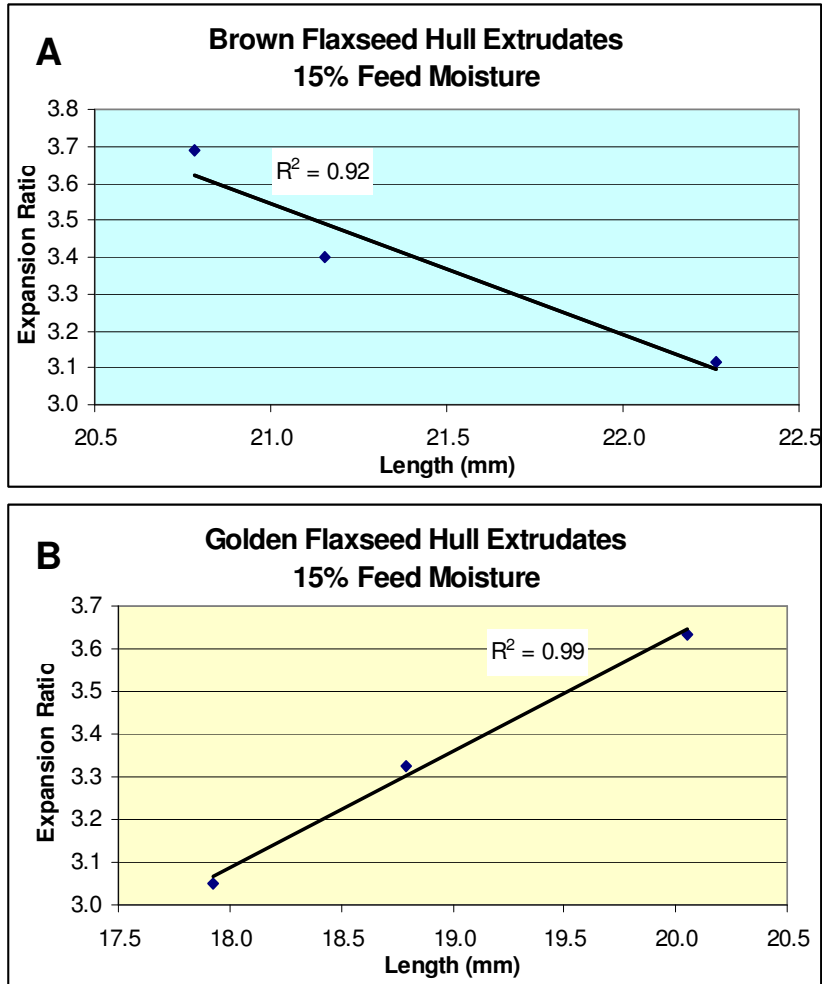 A
Brown Flaxseed Hull Extrudates
15% Feed Moisture
Expansion Ratio
3.8
3.7
3.6
3.5
3.4
3.3
3.2
3.1
3.0
R² = 0.92
20.5 21.0 21.5 22.0 22.5
Length (mm)
B
Golden Flaxseed Hull Extrudates
15% Feed Moisture
Expansion Ratio
3.7
3.6
3.5
3.4
3.3
3.2
3.1
3.0
R² = 0.99
17.5 18.0 18.5 19.0 19.5 20.0 20.5
Length (mm)